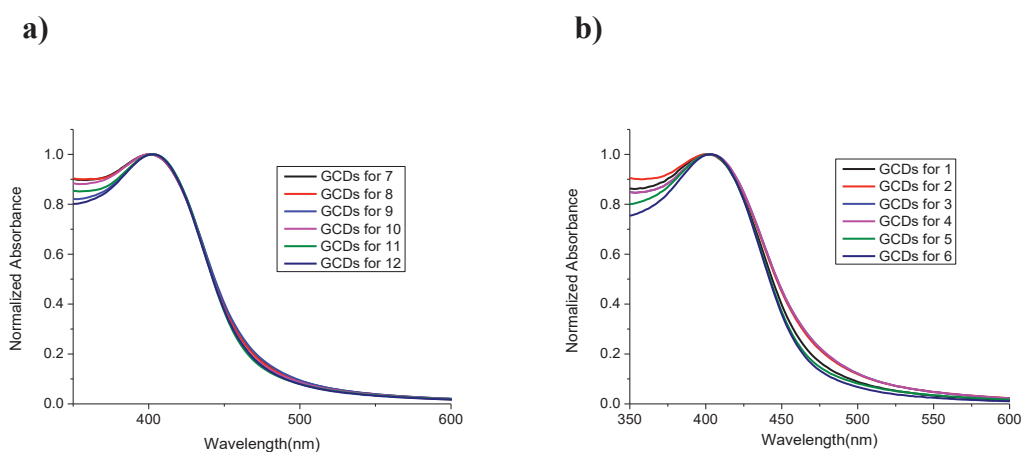 a)
b)
Normalized Absorbance
1.0
0.8
0.6
0.4
0.2
0.0
400
500
600
Wavelength(nm)
GCDs for 7
GCDs for 8
GCDs for 9
GCDs for 10
GCDs for 11
GCDs for 12
Normalized Absorbance
1.0
0.8
0.6
0.4
0.2
0.0
350
400
450
500
550
600
Wavelength(nm)
GCDs for 1
GCDs for 2
GCDs for 3
GCDs for 4
GCDs for 5
GCDs for 6